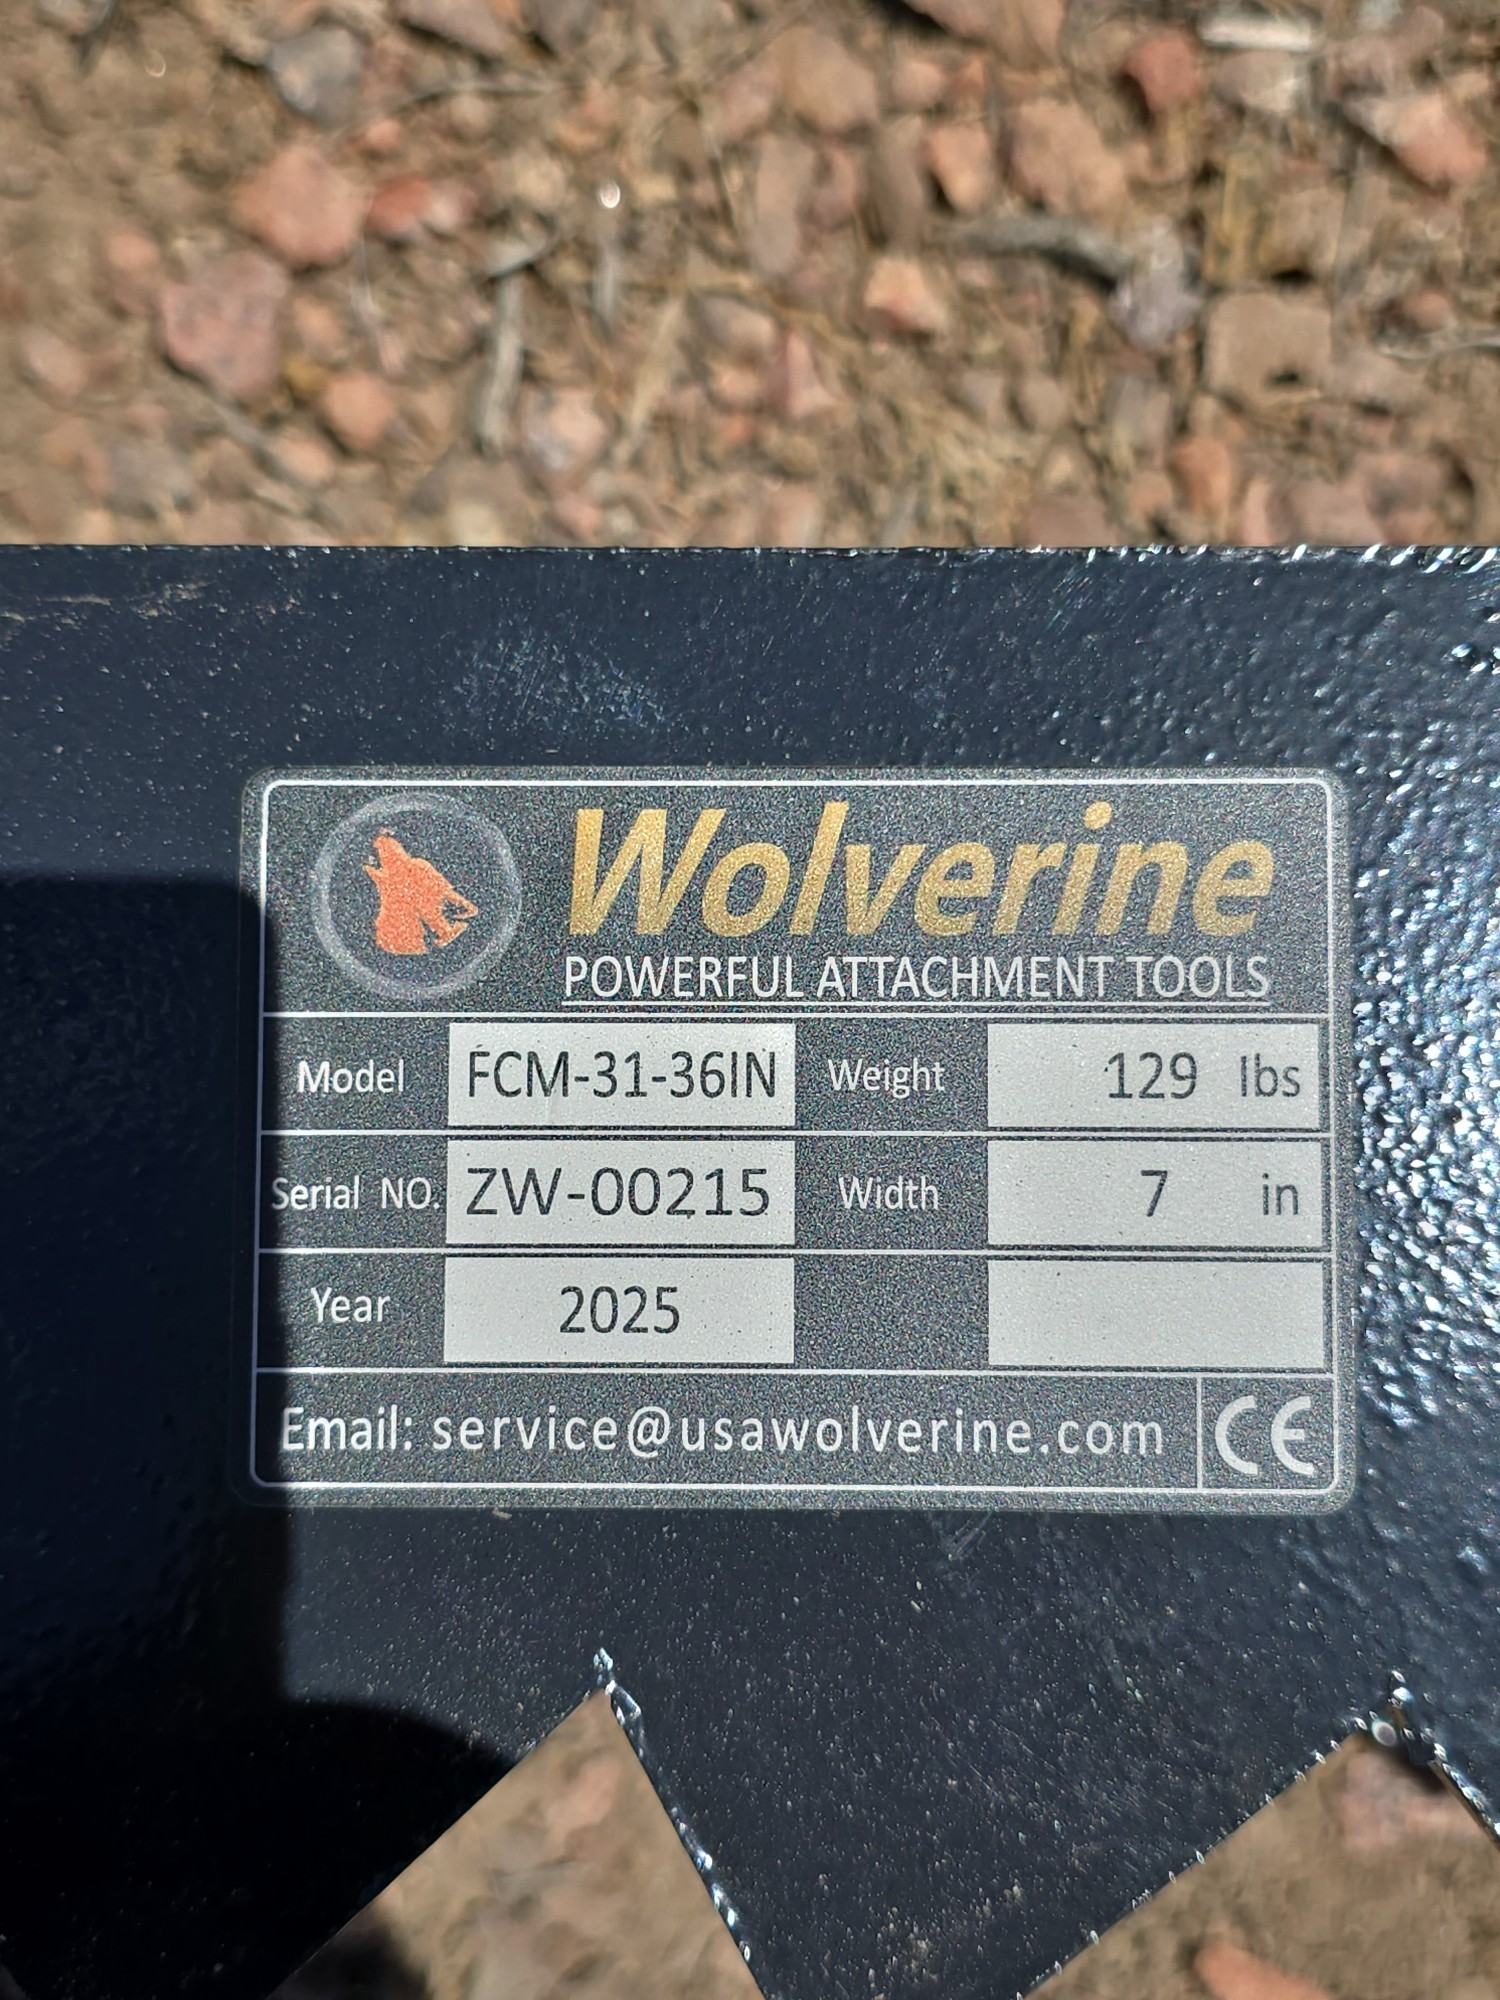 Wolverine
POWERFUL ATTACHMENT TOOLS
Model FCM-31-36IN Weight 129 lbs
Serial NO. ZW-00215 Width 7 in
Year 2025
Email: service@usawolverine.com CE